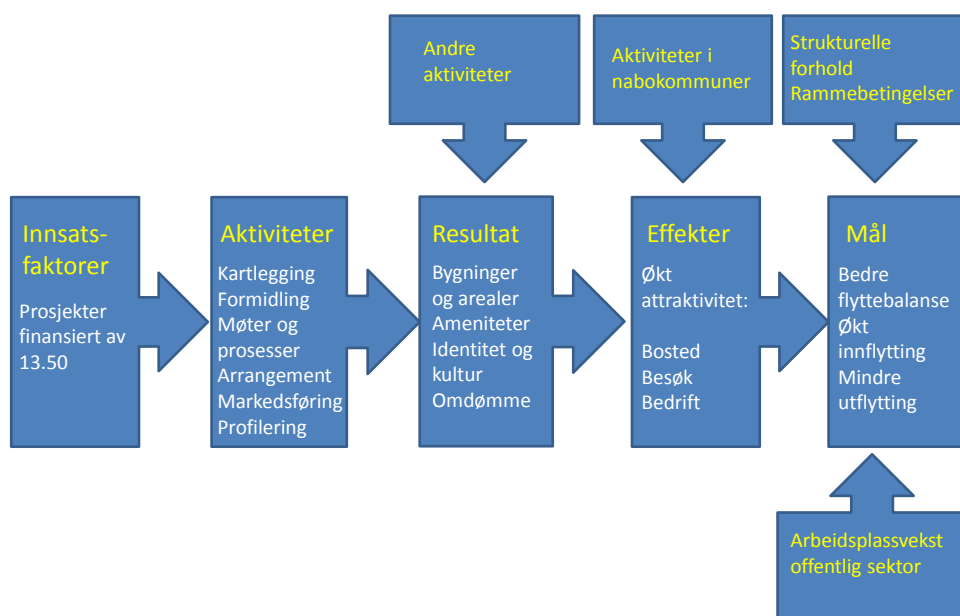 Andre
aktiviteter
Aktiviteter i
nabokommuner
Strukturelle
forhold
Rammebetingelser
Innsats-
faktorer
Prosjekter
finansiert av
13.50
Aktiviteter
Kartlegging
Formidling
Møter og
prosesser
Arrangement
Markedsføring
Profilering
Resultat
Bygninger
og arealer
Ameniteter
Identitet og
kultur
Omdømme
Effekter
Økt
attraktivitet:
Bosted
Besøk
Bedrift
Mål
Bedre
flyttebalanse
Økt
innflytting
Mindre
utflytting
Arbeidsplassvekst
offentlig sektor